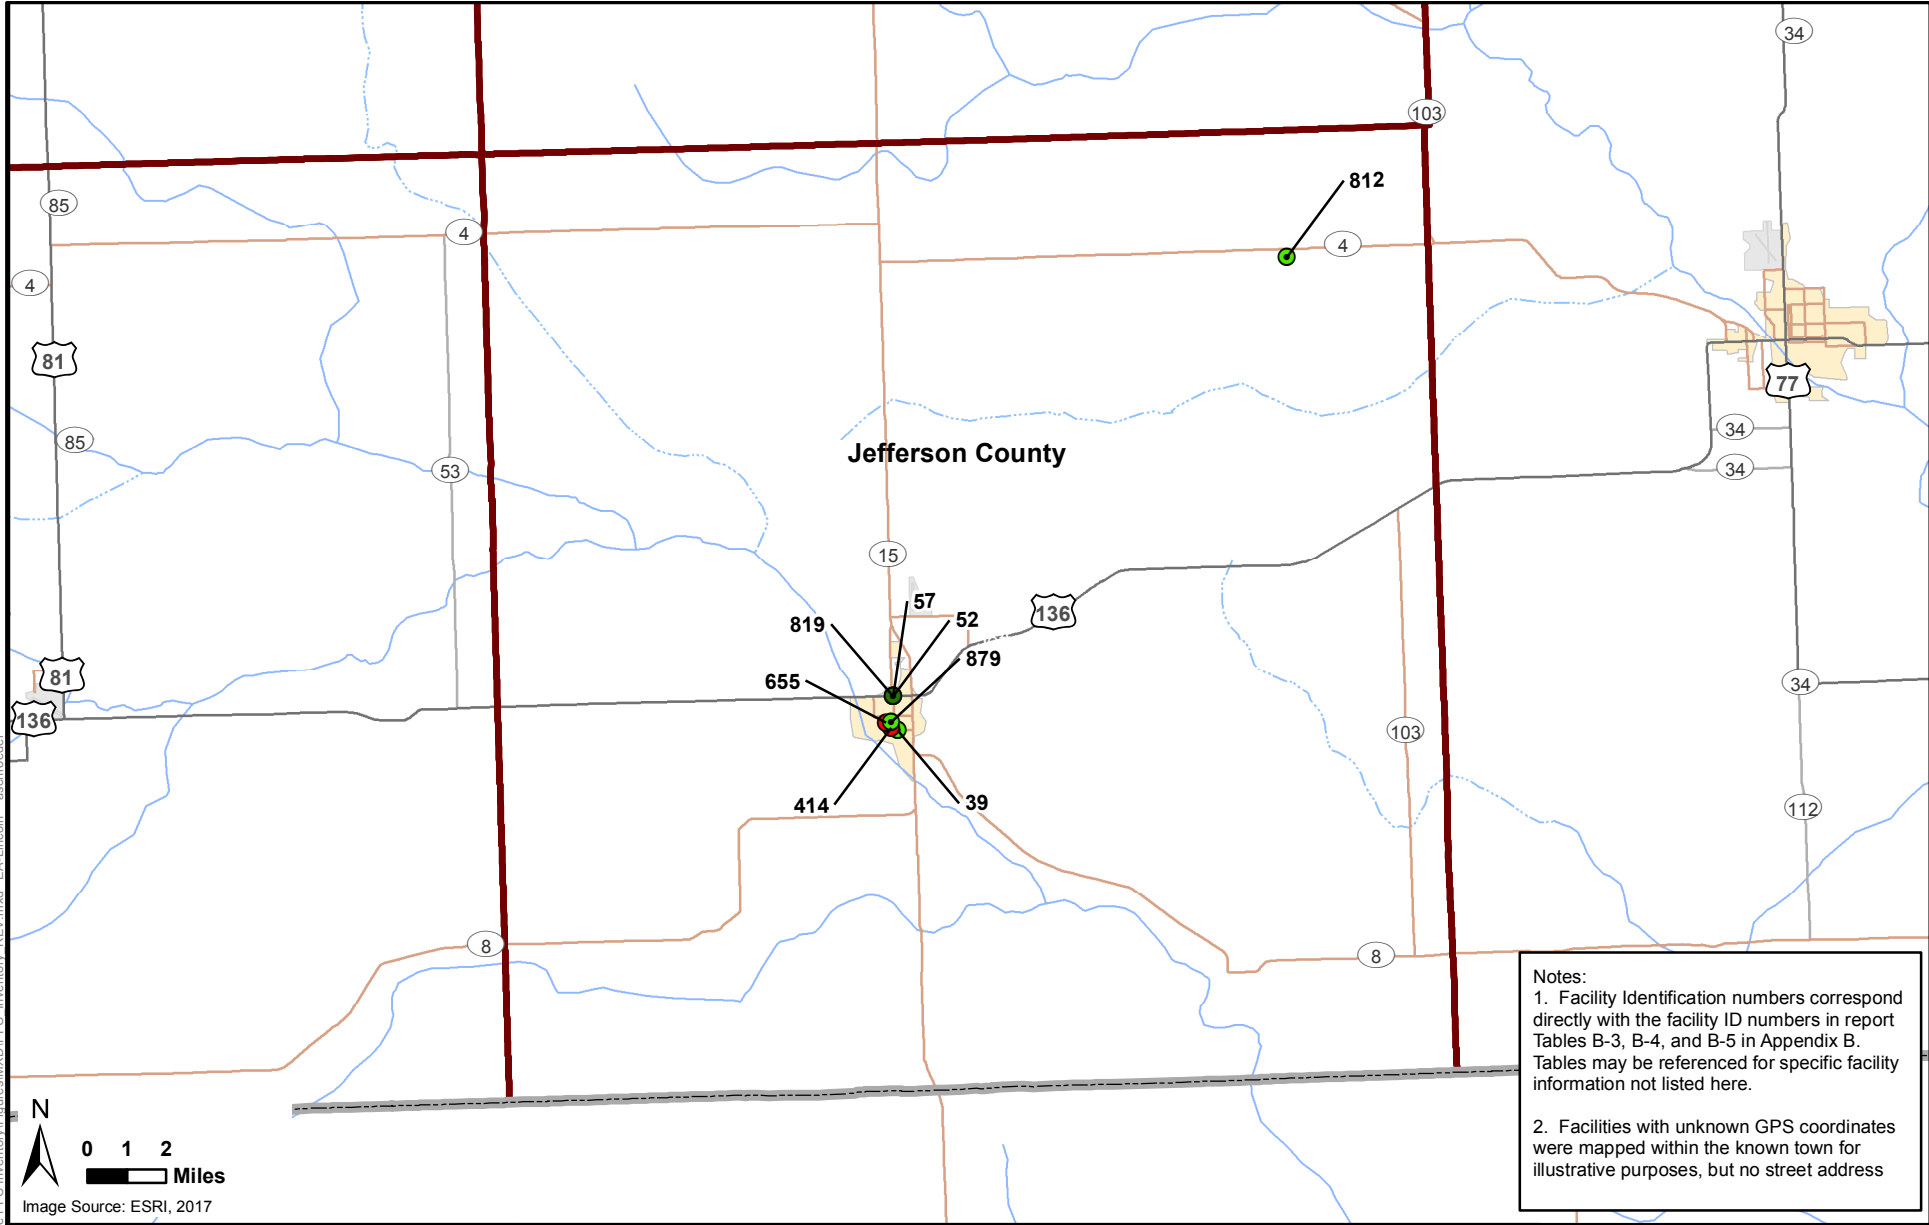 34
103
812
85
4
4
4
81
77
34
85
34
53
Jefferson County
15
57
136
52
819
879
655
81
34
136
103
414
39
112
8
8
Notes:
1. Facility Identification numbers correspond
directly with the facility ID numbers in report
Tables B-3, B-4, and B-5 in Appendix B.
Tables may be referenced for specific facility
information not listed here.
2. Facilities with unknown GPS coordinates
were mapped within the known town for
illustrative purposes, but no street address
N
0 1 2
Miles
Image Source: ESRI, 2017